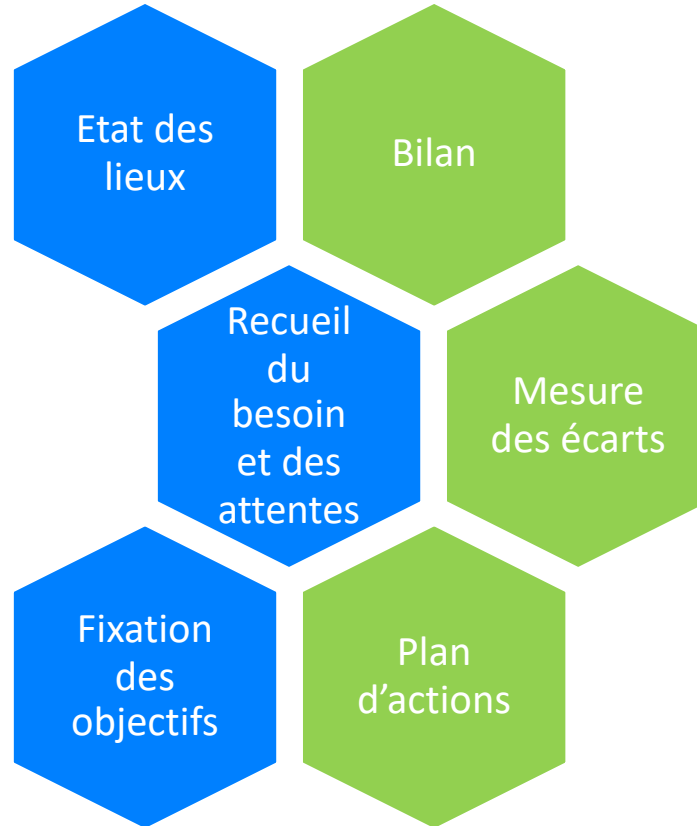 Etat des
lieux
Bilan
Recueil
du
besoin
et des
attentes
Mesure
des écarts
Fixation
des
objectifs
Plan
d’actions